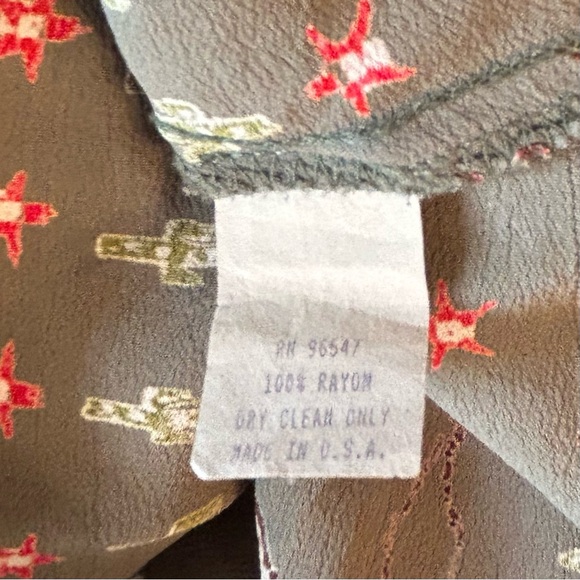 RN 96547
100% RAYON
DRY CLEAN ONLY
MADE IN U.S.A.